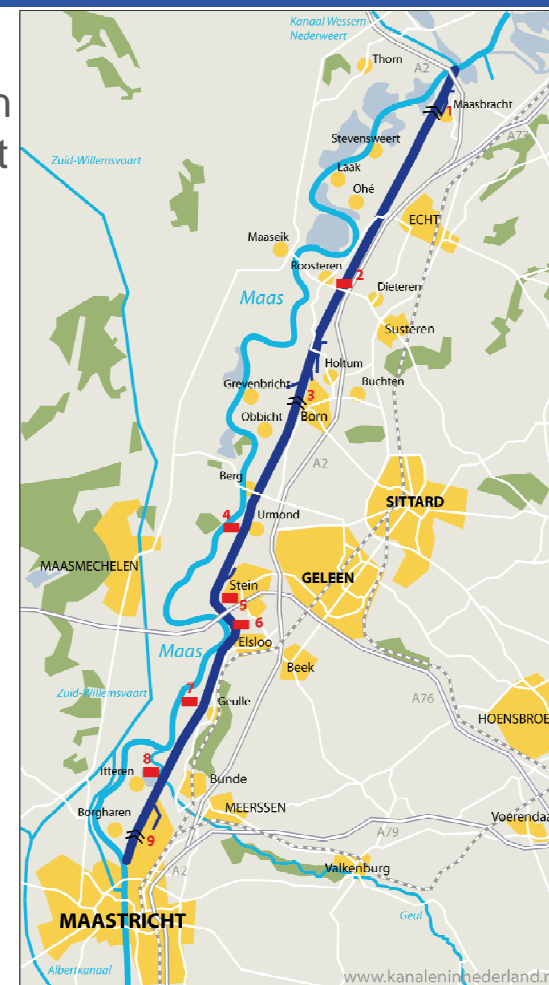 Kanaal Wessem
Nederweert
Thorn
A2
Maasbracht
1
A73
Stevensweert
Zuid-Willemsvaart
Laak
Ohé
ECHT
Maaseik
Roosteren
2
Dieteren
Maas
Susteren
Holtum
Grevenbricht
Buchten
3
Obbicht
Born
A2
Berg
SITTARD
4
Urmond
MAASMECHELEN
GELEEN
Stein
5
6
Elsloo
Maas
Beek
Zuid-Willemsvaart
7
Geulle
A76
HOENSBROE
8
Itteren
Bunde
MEERSSEN
Borgharen
Voerendaa
9
A79
A2
Valkenburg
MAASTRICHT
Geul
Albertkanaal
www.kanaleninnederland.n